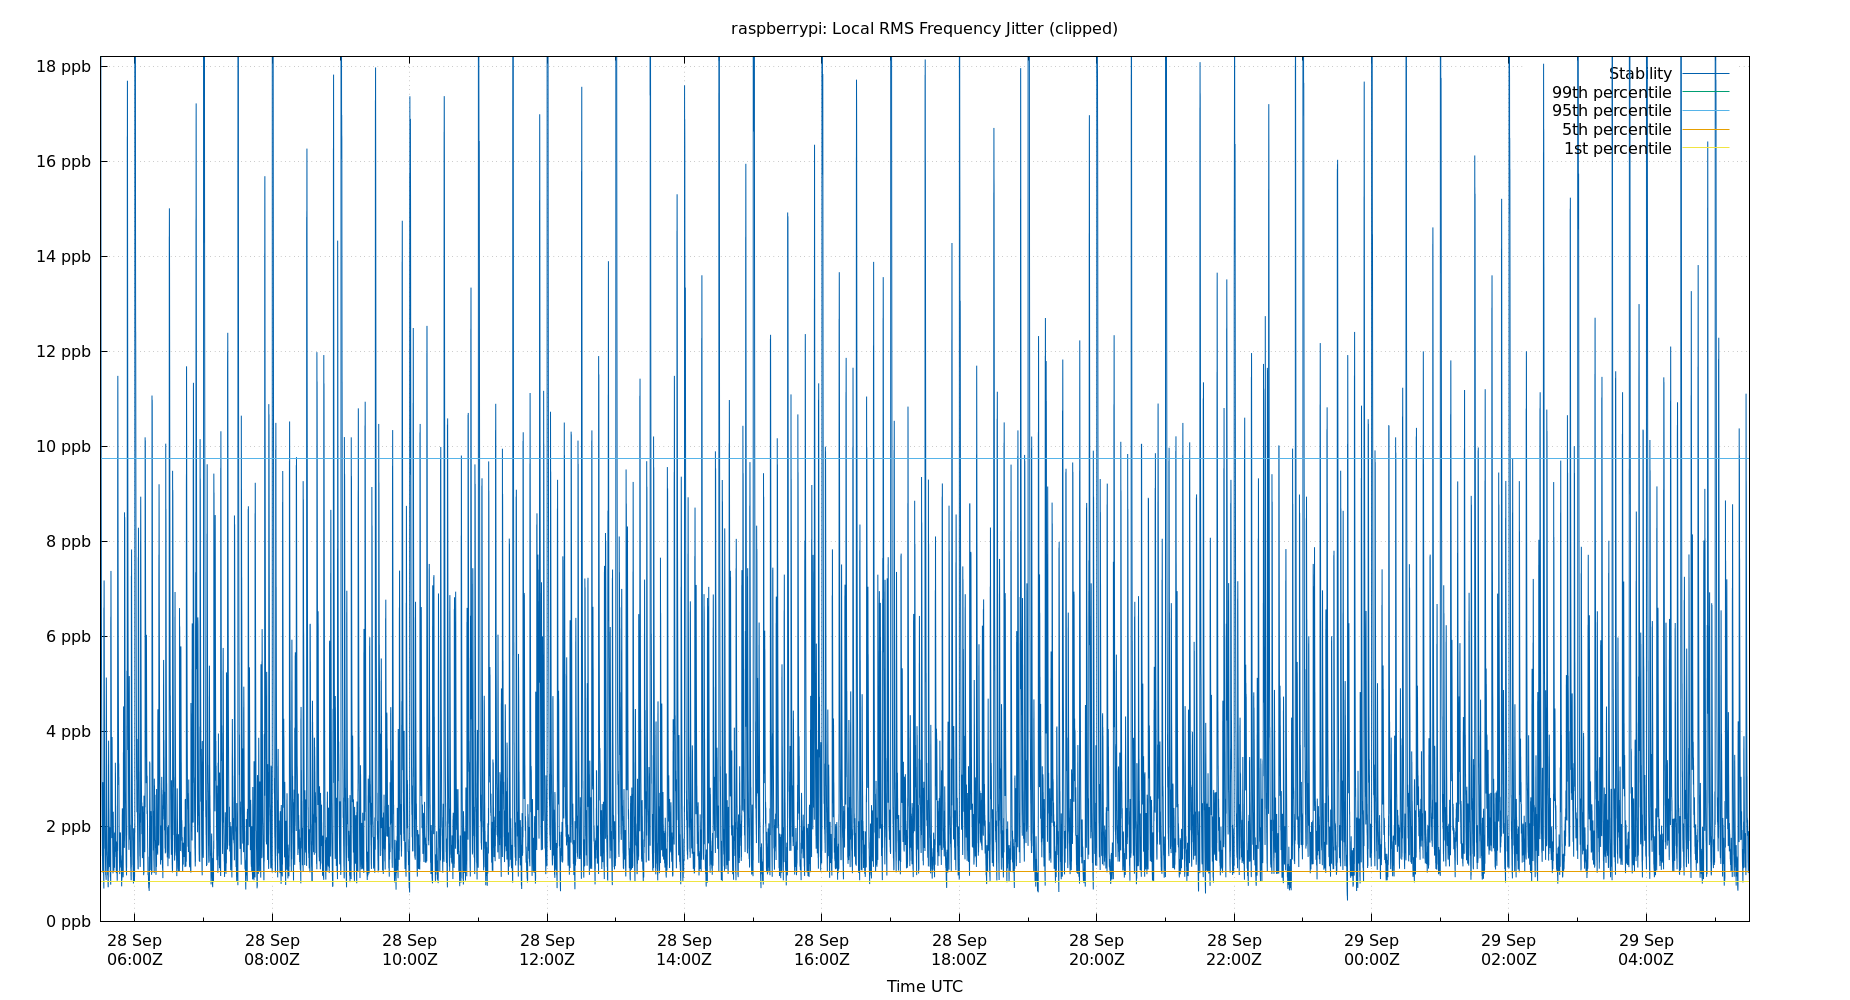 raspberrypi: Local RMS Frequency Jitter (clipped)
18 ppb
16 ppb
14 ppb
12 ppb
10 ppb
8 ppb
6 ppb
4 ppb
2 ppb
0 ppb
Stability
99th percentile
95th percentile
5th percentile
1st percentile
28 Sep 28 Sep 28 Sep 28 Sep 28 Sep 28 Sep 28 Sep 28 Sep 28 Sep 29 Sep 29 Sep 29 Sep
06:00Z 08:00Z 10:00Z 12:00Z 14:00Z 16:00Z 18:00Z 20:00Z 22:00Z 00:00Z 02:00Z 04:00Z
Time UTC